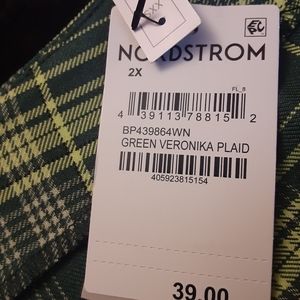 NORDSTROM
2X
FL_8
4 39113 78815 2
BP439864WN
GREEN VERONIKA PLAID
405923815154
39.00